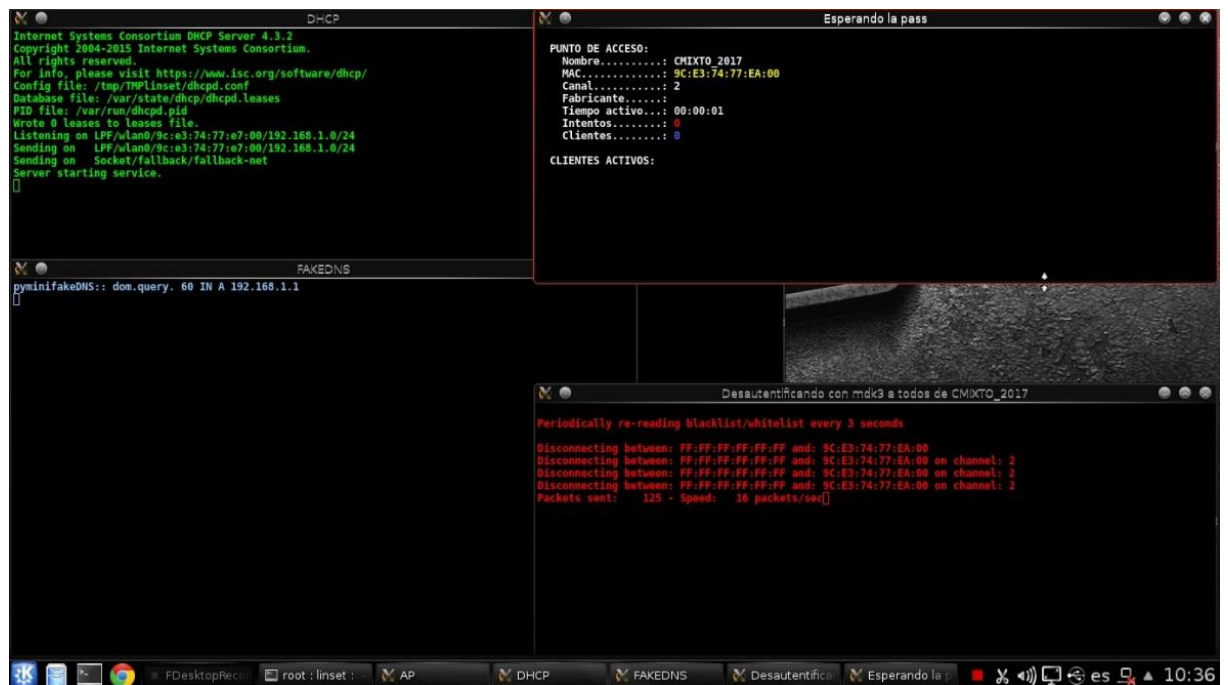 DHCP
Internet Systems Consortium DHCP Server 4.3.2
Copyright 2004-2015 Internet Systems Consortium.
All rights reserved.
For info, please visit https://www.isc.org/software/dhcp/
Config file: /tmp/TMPlinset/dhcpd.conf
Database file: /var/state/dhcp/dhcpd.leases
PID file: /var/run/dhcpd.pid
Wrote 0 leases to leases file.
Listening on LPF/wlan0/9c:e3:74:77:e7:00/192.168.1.0/24
Sending on   LPF/wlan0/9c:e3:74:77:e7:00/192.168.1.0/24
Sending on   Socket/fallback/fallback-net
Server starting service.
Esperando la pass
PUNTO DE ACCESO:
Nombre..........: CMIXTO_2017
MAC.............: 9C:E3:74:77:EA:00
Canal...........: 2
Fabricante......:
Tiempo activo...: 00:00:01
Intentos........: 0
Clientes........: 0
CLIENTES ACTIVOS:
FAKEDNS
pyminifakeDNS:: dom.query. 60 IN A 192.168.1.1
Desautentificando con mdk3 a todos de CMIXTO_2017
Periodically re-reading blacklist/whitelist every 3 seconds
Disconnecting between: FF:FF:FF:FF:FF:FF and: 9C:E3:74:77:EA:00
Disconnecting between: FF:FF:FF:FF:FF:FF and: 9C:E3:74:77:EA:00 on channel: 2
Disconnecting between: FF:FF:FF:FF:FF:FF and: 9C:E3:74:77:EA:00 on channel: 2
Disconnecting between: FF:FF:FF:FF:FF:FF and: 9C:E3:74:77:EA:00 on channel: 2
Packets sent:    125 - Speed:   16 packets/sec
FDesktopRecor
root : linset : -
AP
DHCP
FAKEDNS
Desautentifica
Esperando la p
es
10:36